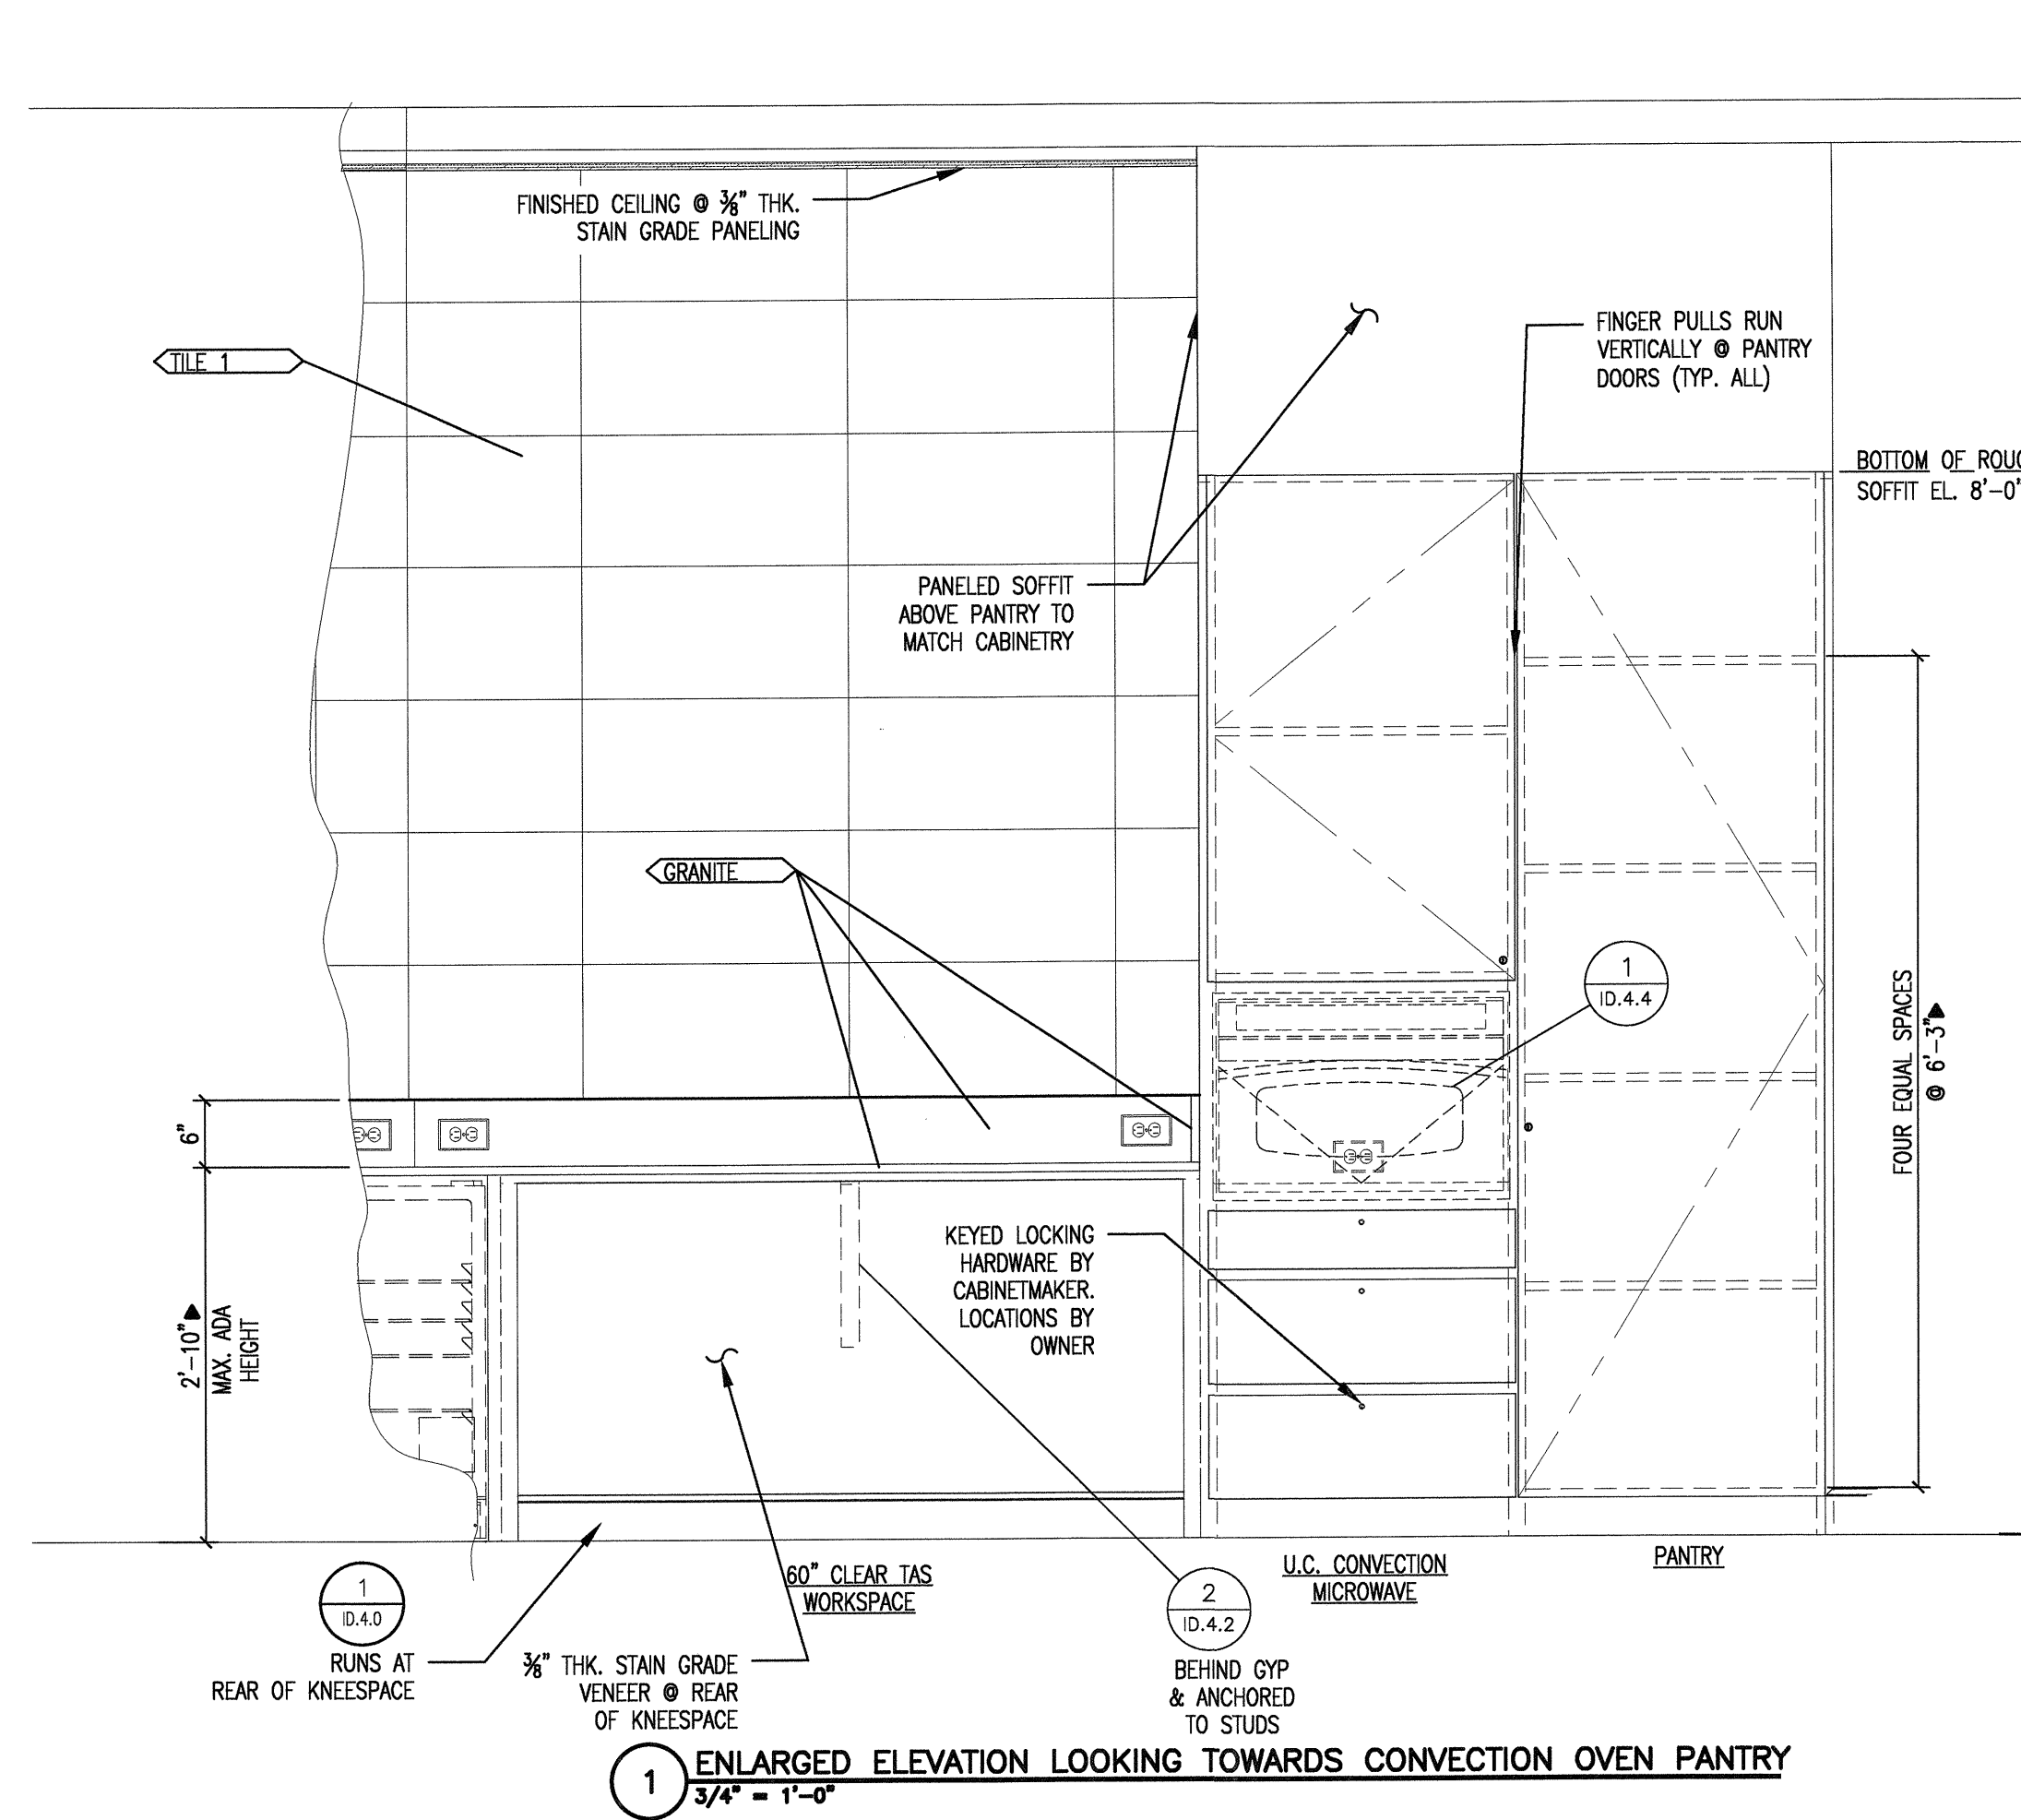 FINISHED CEILING @ ⅜" THK.
STAIN GRADE PANELING
TILE 1
FINGER PULLS RUN
VERTICALLY @ PANTRY
DOORS (TYP. ALL)
BOTTOM OF ROUG
SOFFIT EL. 8'-0"
PANELED SOFFIT
ABOVE PANTRY TO
MATCH CABINETRY
GRANITE
1
ID.4.4
FOUR EQUAL SPACES
@ 6'-3"
6"
2'-10"
MAX. ADA
HEIGHT
KEYED LOCKING
HARDWARE BY
CABINETMAKER.
LOCATIONS BY
OWNER
1
ID.4.0
RUNS AT
REAR OF KNEESPACE
60" CLEAR TAS
WORKSPACE
⅜" THK. STAIN GRADE
VENEER @ REAR
OF KNEESPACE
2
ID.4.2
BEHIND GYP
& ANCHORED
TO STUDS
U.C. CONVECTION
MICROWAVE
PANTRY
1
ENLARGED ELEVATION LOOKING TOWARDS CONVECTION OVEN PANTRY
3/4" = 1'-0"